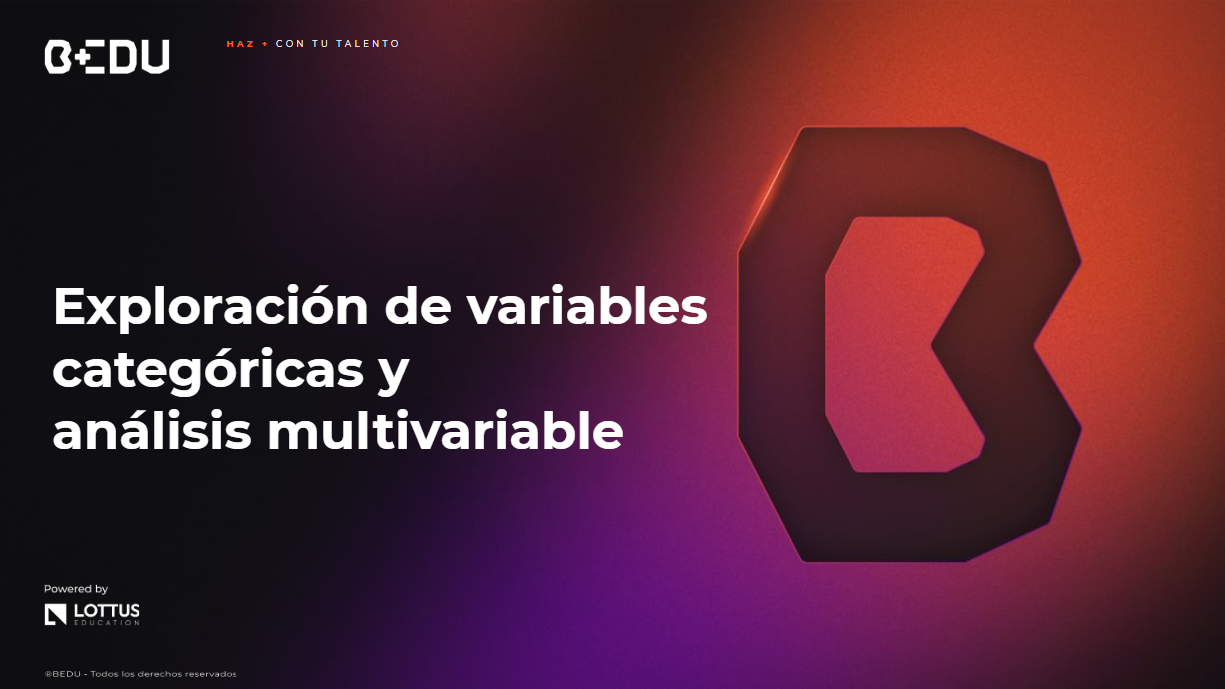 BEDU
HAZ + CON TU TALENTO
Exploración de variables
categóricas y
análisis multivariable
Powered by
LOTTUS
EDUCATION
®BEDU - Todos los derechos reservados